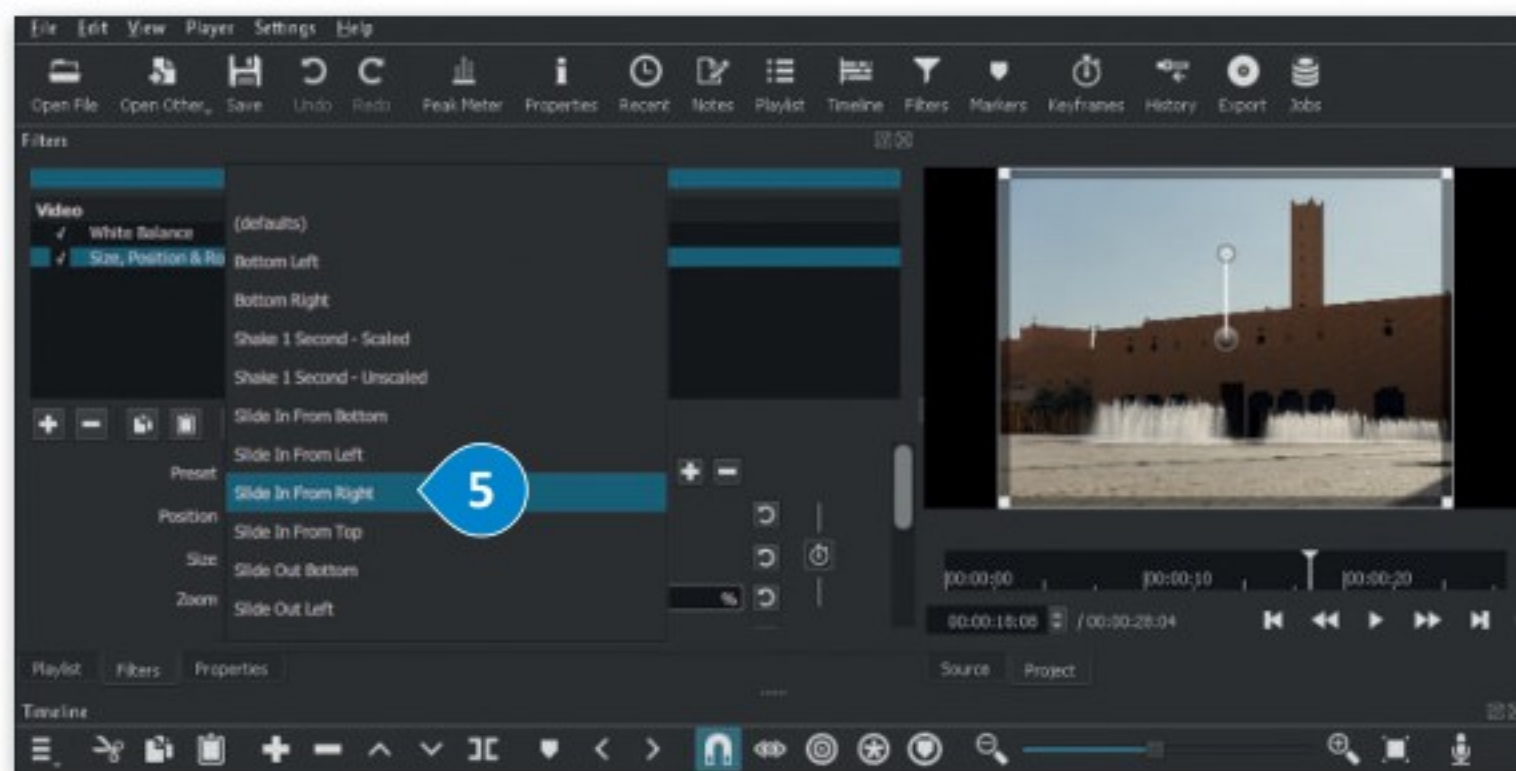 File Edit View Player Settings Help
Open File Open Other... Save Undo Redo Peak Meter Properties Recent Notes Playlist Timeline Filters Markers Keyframes History Export Jobs
Filters
Video
White Balance
Size, Position & Ro
(defaults)
Bottom Left
Bottom Right
Shake 1 Second - Scaled
Shake 1 Second - Unscaled
Slide In From Bottom
Slide In From Left
Slide In From Right
5
Slide In From Top
Slide Out Bottom
Slide Out Left
Preset
Position
Size
Zoom
%
00:00:00 00:00:10 00:00:20
00:00:18:08 / 00:00:28:04
Playlist Filters Properties
Source Project
Timeline